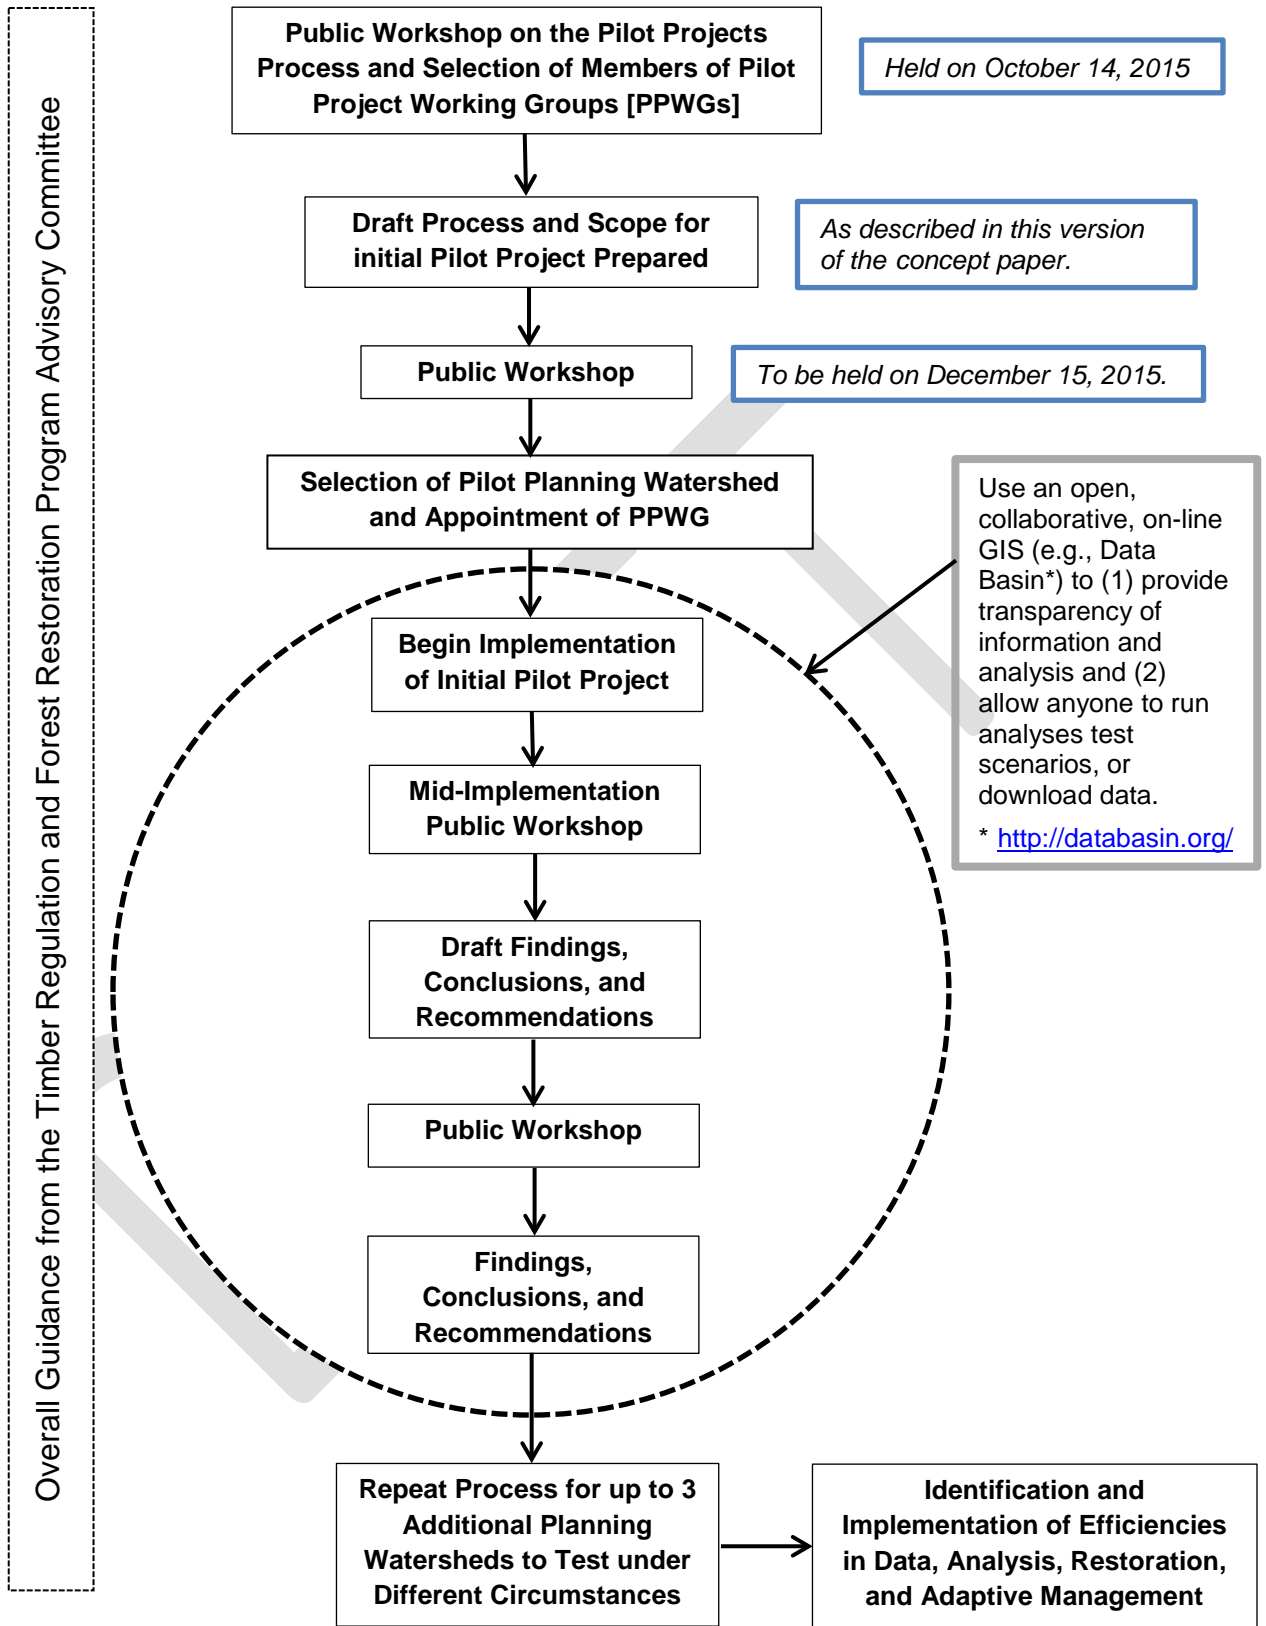 Overall Guidance from the Timber Regulation and Forest Restoration Program Advisory Committee
Public Workshop on the Pilot Projects
Process and Selection of Members of Pilot
Project Working Groups [PPWGs]
Held on October 14, 2015
Draft Process and Scope for
initial Pilot Project Prepared
As described in this version
of the concept paper.
Public Workshop
To be held on December 15, 2015.
Selection of Pilot Planning Watershed
and Appointment of PPWG
Use an open,
collaborative, on-line
GIS (e.g., Data
Basin*) to (1) provide
transparency of
information and
analysis and (2)
allow anyone to run
analyses test
scenarios, or
download data.
* http://databasin.org/
Begin Implementation
of Initial Pilot Project
Mid-Implementation
Public Workshop
Draft Findings,
Conclusions, and
Recommendations
Public Workshop
Findings,
Conclusions, and
Recommendations
Repeat Process for up to 3
Additional Planning
Watersheds to Test under
Different Circumstances
Identification and
Implementation of Efficiencies
in Data, Analysis, Restoration,
and Adaptive Management